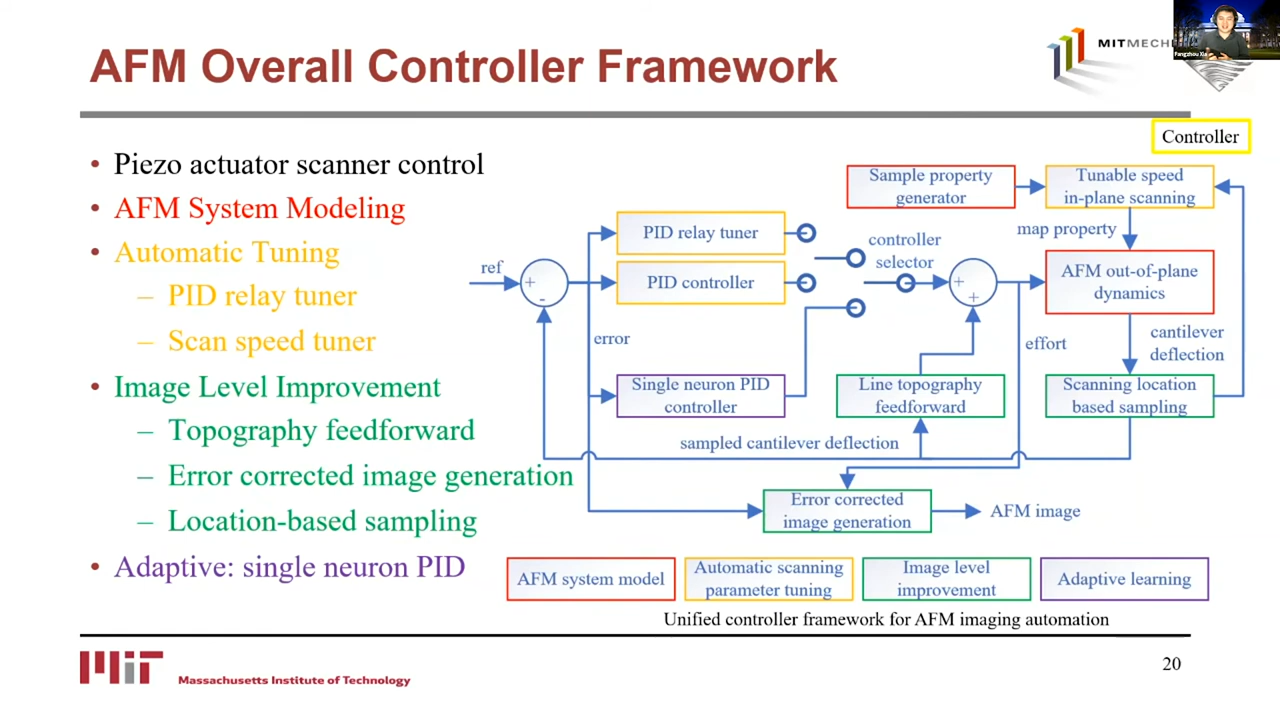 AFM Overall Controller Framework
MITMECH
Fangzhou Xia
Controller
• Piezo actuator scanner control
• AFM System Modeling
• Automatic Tuning
– PID relay tuner
– Scan speed tuner
• Image Level Improvement
– Topography feedforward
– Error corrected image generation
– Location-based sampling
• Adaptive: single neuron PID
Sample property
generator
Tunable speed
in-plane scanning
map property
PID relay tuner
controller
selector
ref
+
-
PID controller
+
+
AFM out-of-plane
dynamics
error
effort
cantilever
deflection
Single neuron PID
controller
Line topography
feedforward
Scanning location
based sampling
sampled cantilever deflection
Error corrected
image generation
AFM image
AFM system model
Automatic scanning
parameter tuning
Image level
improvement
Adaptive learning
Unified controller framework for AFM imaging automation
20
MIT
Massachusetts Institute of Technology